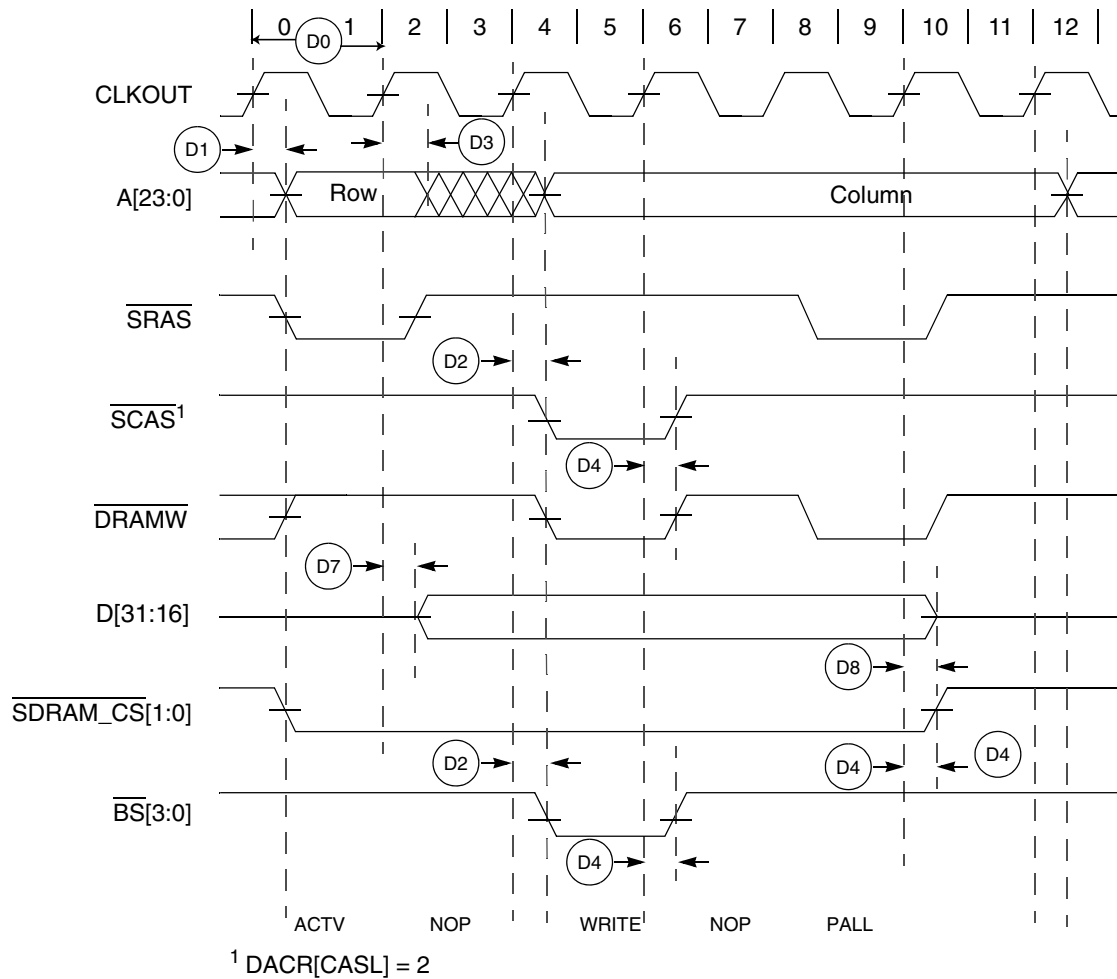 0 1 2 3 4 5 6 7 8 9 10 11 12
D0
CLKOUT
D1
D3
A[23:0]
Row
Column
SRAS
D2
SCAS1
D4
DRAMW
D7
D[31:16]
D8
SDRAM_CS[1:0]
D2
D4
D4
BS[3:0]
D4
ACTV NOP WRITE NOP PALL
1 DACR[CASL] = 2